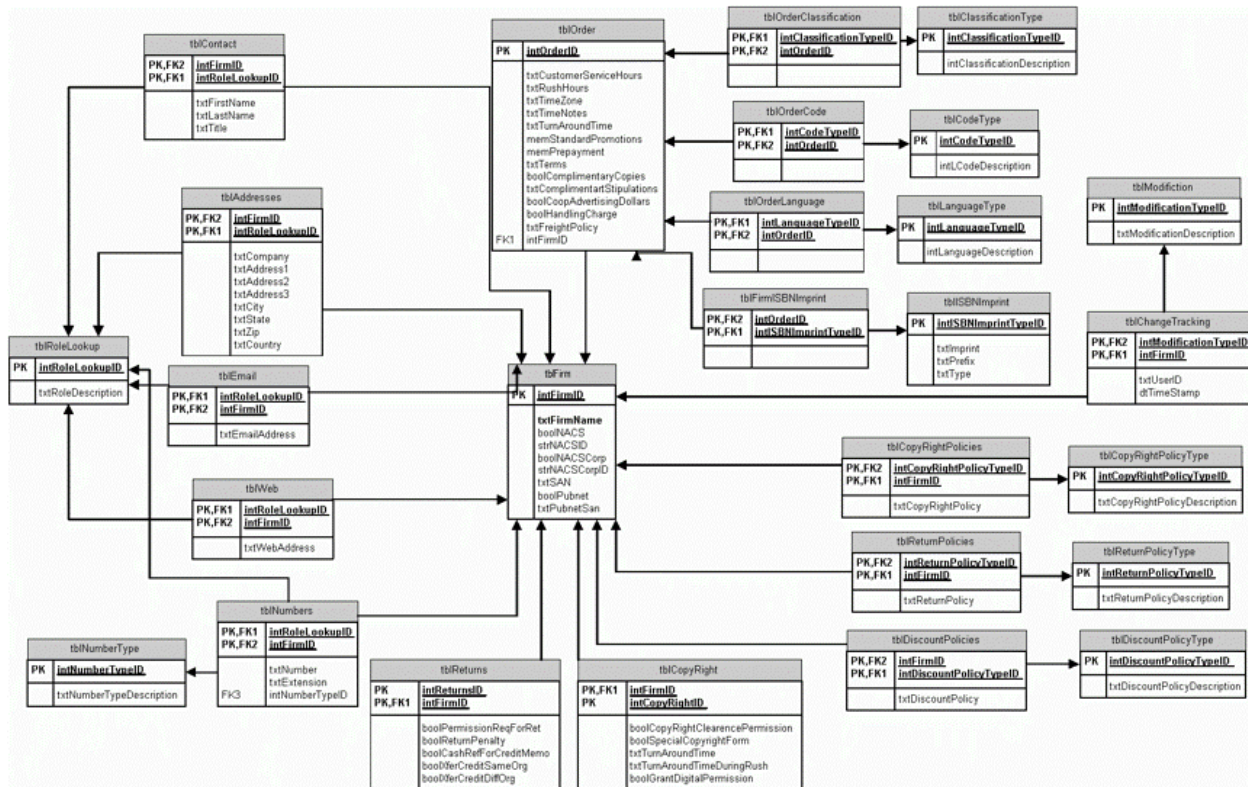 tblContact
PK,FK2 intFirmID
PK,FK1 intRoleLookupID
txtFirstName
txtLastName
txtTitle
tblOrder
PK intOrderID
txtCustomerServiceHours
txtRushHours
txtTimeZone
txtTimeNotes
txtTurnAroundTime
memStandardPromotions
memPrepayment
txtTerms
boolComplimentaryCopies
txtComplimentartStipulations
boolCoopAdvertisingDollars
boolHandlingCharge
txtFreightPolicy
FK1 intFirmID
tblOrderClassification
PK,FK1 intClassificationTypeID
PK,FK2 intOrderID
tblClassificationType
PK intClassificationTypeID
intClassificationDescription
tblOrderCode
PK,FK1 intCodeTypeID
PK,FK2 intOrderID
tblCodeType
PK intCodeTypeID
intLCodeDescription
tblOrderLanguage
PK,FK1 intLanguageTypeID
PK,FK2 intOrderID
tblLanguageType
PK intLanguageTypeID
intLanguageDescription
tblModifiction
PK intModificationTypeID
txtModificationDescription
tblAddresses
PK,FK2 intFirmID
PK,FK1 intRoleLookupID
txtCompany
txtAddress1
txtAddress2
txtAddress3
txtCity
txtState
txtZip
txtCountry
tblFirmISBNImprint
PK,FK2 intOrderID
PK,FK1 intISBNImprintTypeID
tblISBNImprint
PK intISBNImprintTypeID
txtImprint
txtPrefix
txtType
tblChangeTracking
PK,FK2 intModificationTypeID
PK,FK1 intFirmID
txtUserID
dtTimeStamp
tblRoleLookup
PK intRoleLookupID
txtRoleDescription
tblEmail
PK,FK1 intRoleLookupID
PK,FK2 intFirmID
txtEmailAddress
tblFirm
PK intFirmID
txtFirmName
boolNACS
strNACSID
boolNACSCorp
strNACSCorpID
txtSAN
boolPubnet
txtPubnetSan
tblCopyRightPolicies
PK,FK2 intCopyRightPolicyTypeID
PK,FK1 intFirmID
txtCopyRightPolicy
tblCopyRightPolicyType
PK intCopyRightPolicyTypeID
txtCopyRightPolicyDescription
tblWeb
PK,FK1 intRoleLookupID
PK,FK2 intFirmID
txtWebAddress
tblReturnPolicies
PK,FK2 intReturnPolicyTypeID
PK,FK1 intFirmID
txtReturnPolicy
tblReturnPolicyType
PK intReturnPolicyTypeID
txtReturnPolicyDescription
tblNumbers
PK,FK1 intRoleLookupID
PK,FK2 intFirmID
txtNumber
txtExtension
FK3 intNumberTypeID
tblNumberType
PK intNumberTypeID
txtNumberTypeDescription
tblReturns
PK intReturnsID
PK,FK1 intFirmID
boolPermissionReqForRet
boolReturnPenalty
boolCashRefForCreditMemo
boolXferCreditSameOrg
boolXferCreditDiffOrg
tblCopyRight
PK,FK1 intFirmID
PK intCopyRightID
boolCopyRightClearencePermission
boolSpecialCopyrightForm
txtTurnAroundTime
txtTurnAroundTimeDuringRush
boolGrantDigitalPermission
tblDiscountPolicies
PK,FK2 intFirmID
PK,FK1 intDiscountPolicyTypeID
txtDiscountPolicy
tblDiscountPolicyType
PK intDiscountPolicyTypeID
txtDiscountPolicyDescription